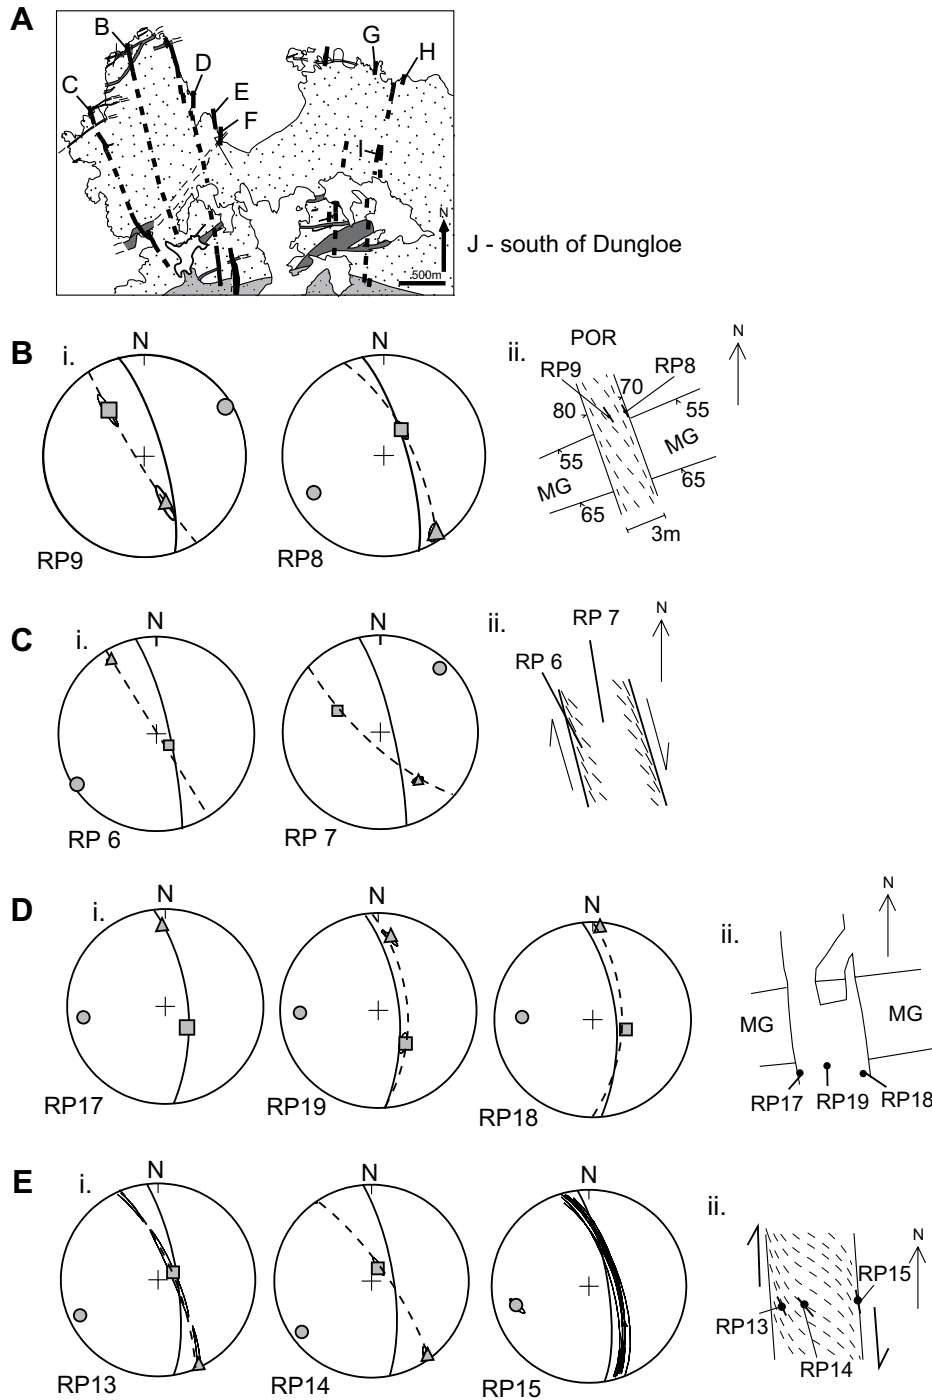 A
B
C
D
E
F
G
H
I
N
500m
J - south of Dungloe
B
i.
N
RP9
N
RP8
ii.
POR
N
RP9
RP8
70
80
55
MG
55
MG
65
65
3m
C
i.
N
RP 6
N
RP 7
ii.
RP 7
N
RP 6
D
i.
N
RP17
N
RP19
N
RP18
ii.
N
MG
MG
RP17
RP19
RP18
E
i.
N
RP13
N
RP14
N
RP15
ii.
N
RP15
RP13
RP14